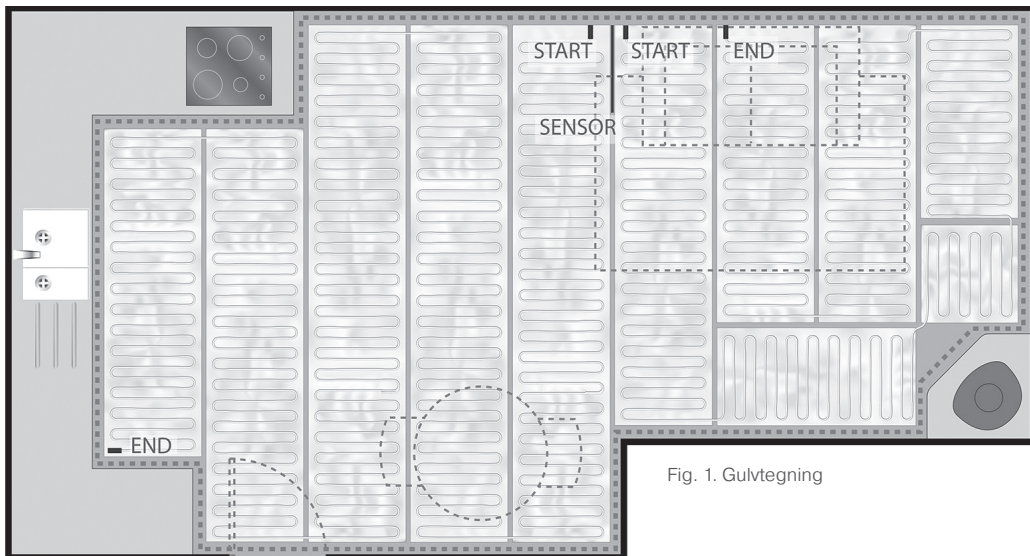 START
START
END
SENSOR
END
Fig. 1. Gulvtegning